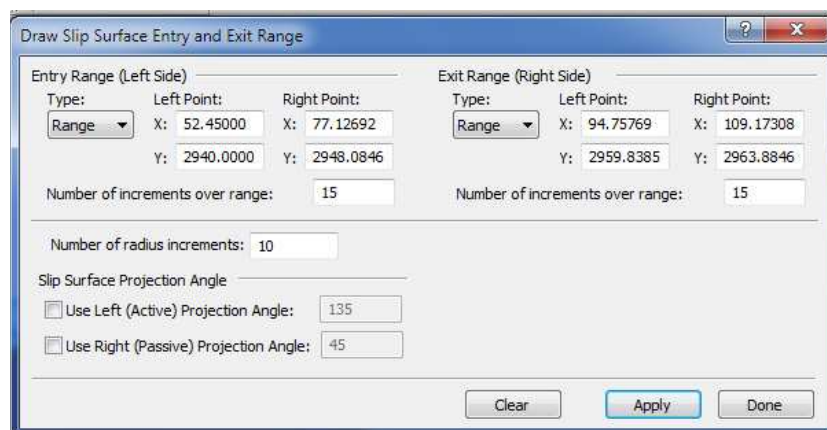 Draw Slip Surface Entry and Exit Range
Entry Range (Left Side) Exit Range (Right Side)
Type: Left Point: Right Point: Type: Left Point: Right Point:
Range X: 52.45000 X: 77.12692 Range X: 94.75769 X: 109.17308
Y: 2940.0000 Y: 2948.0846 Y: 2959.8385 Y: 2963.8846
Number of increments over range: 15 Number of increments over range: 15
Number of radius increments: 10
Slip Surface Projection Angle
Use Left (Active) Projection Angle: 135
Use Right (Passive) Projection Angle: 45
Clear Apply Done